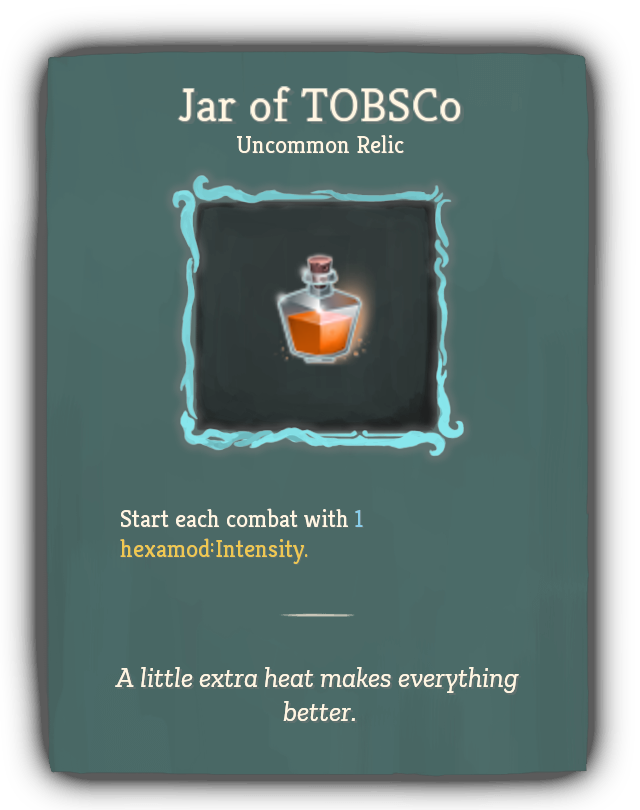 Jar of TOBSCo
Uncommon Relic
Start each combat with 1
hexamod:Intensity.
A little extra heat makes everything
better.